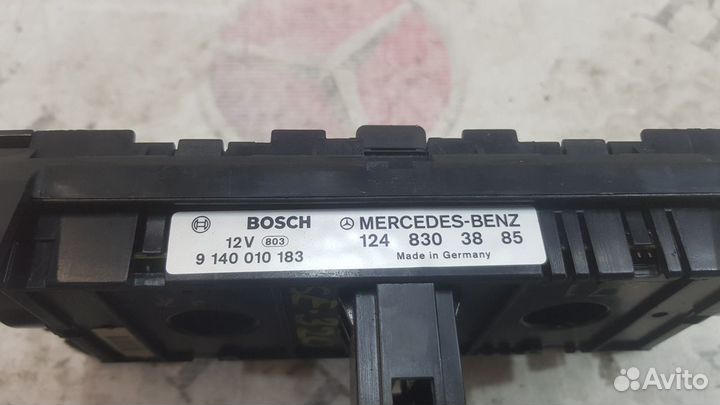 BOSCH MERCEDES-BENZ
12V 803 124 830 38 85
9 140 010 183 Made in Germany
Avito